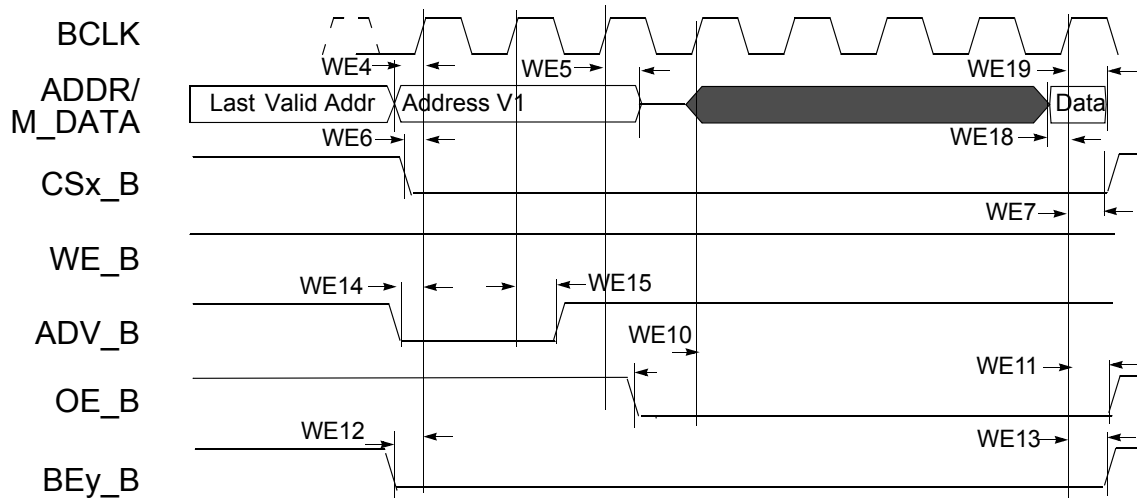 BCLK
WE4
WE5
WE19
ADDR/
M_DATA
Last Valid Addr
Address V1
Data
WE6
WE18
CSx_B
WE7
WE_B
WE14
WE15
ADV_B
WE10
WE11
OE_B
WE12
WE13
BEy_B